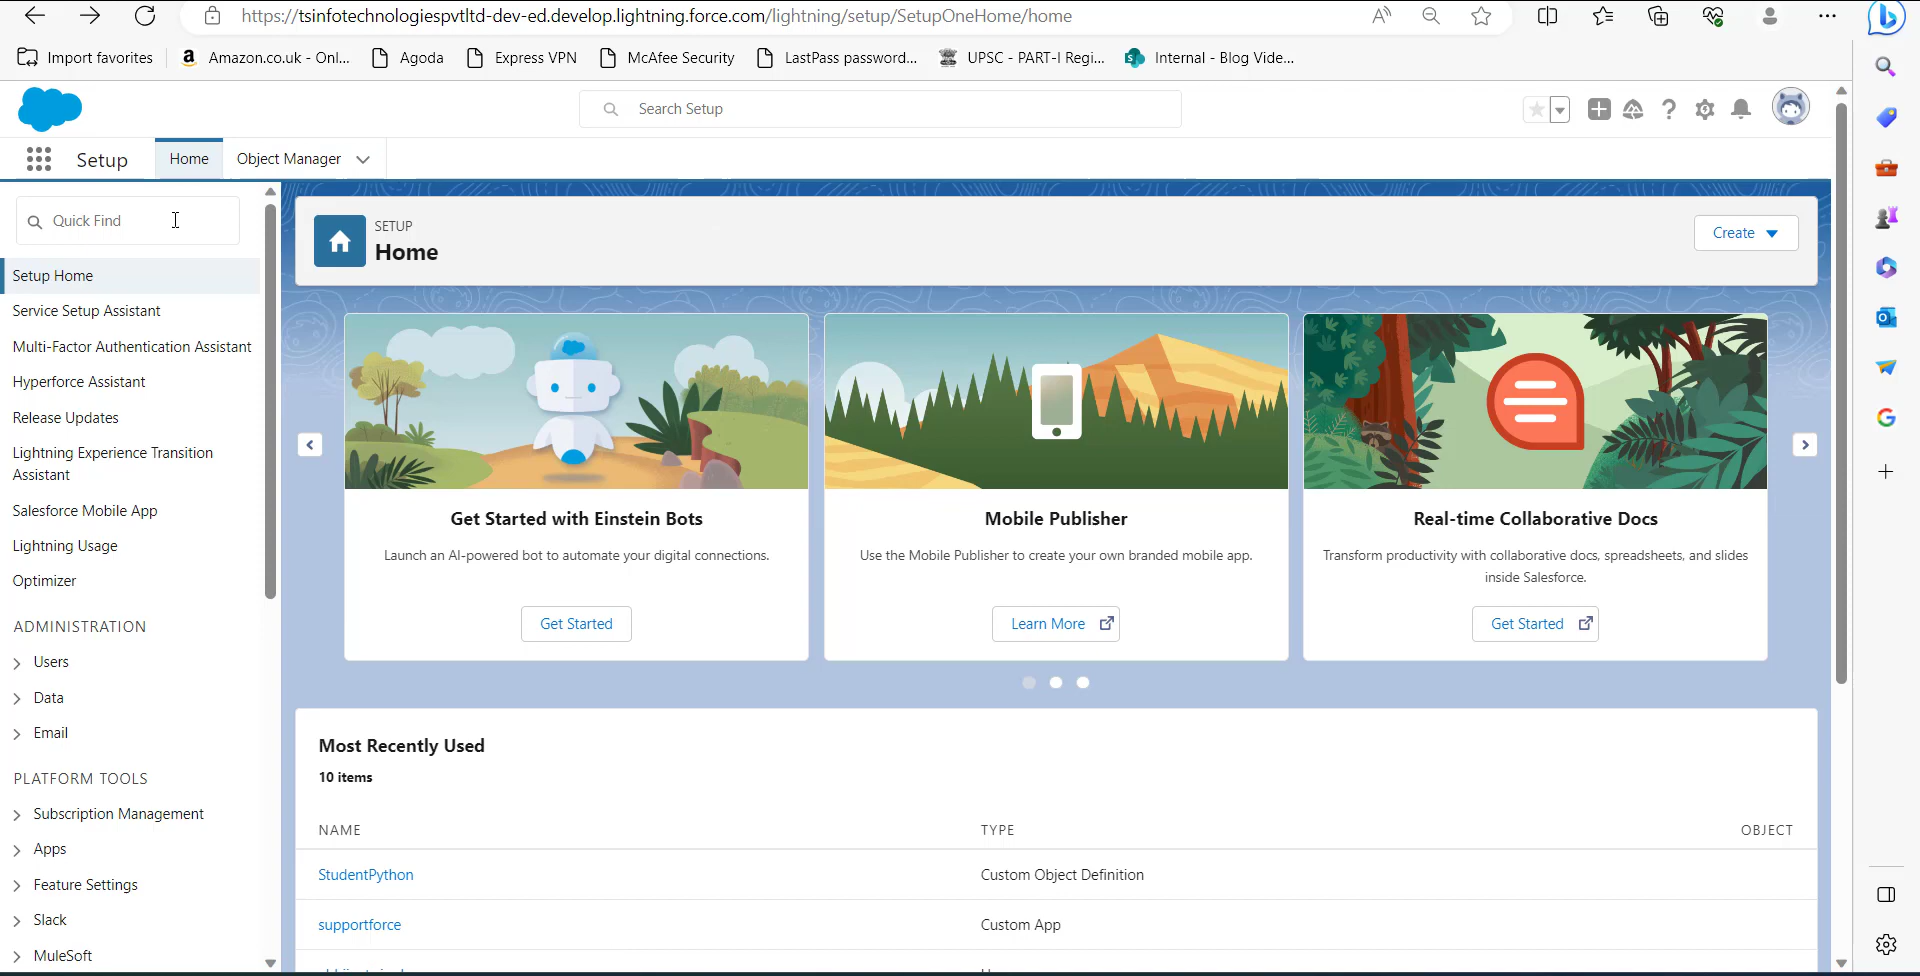 https://tsinfotechnologiespvtltd-dev-ed.develop.lightning.force.com/lightning/setup/SetupOneHome/home
Import favorites
Amazon.co.uk - Onl...
Agoda
Express VPN
McAfee Security
LastPass password...
UPSC - PART-I Regi...
Internal - Blog Vide...
Search Setup
Setup
Home
Object Manager
Quick Find
Setup Home
Service Setup Assistant
Multi-Factor Authentication Assistant
Hyperforce Assistant
Release Updates
Lightning Experience Transition
Assistant
Salesforce Mobile App
Lightning Usage
Optimizer
ADMINISTRATION
Users
Data
Email
PLATFORM TOOLS
Subscription Management
Apps
Feature Settings
Slack
MuleSoft
SETUP
Home
Create
Get Started with Einstein Bots
Launch an AI-powered bot to automate your digital connections.
Get Started
Mobile Publisher
Use the Mobile Publisher to create your own branded mobile app.
Learn More
Real-time Collaborative Docs
Transform productivity with collaborative docs, spreadsheets, and slides
inside Salesforce.
Get Started
Most Recently Used
10 items
NAME TYPE OBJECT
StudentPython Custom Object Definition
supportforce Custom App